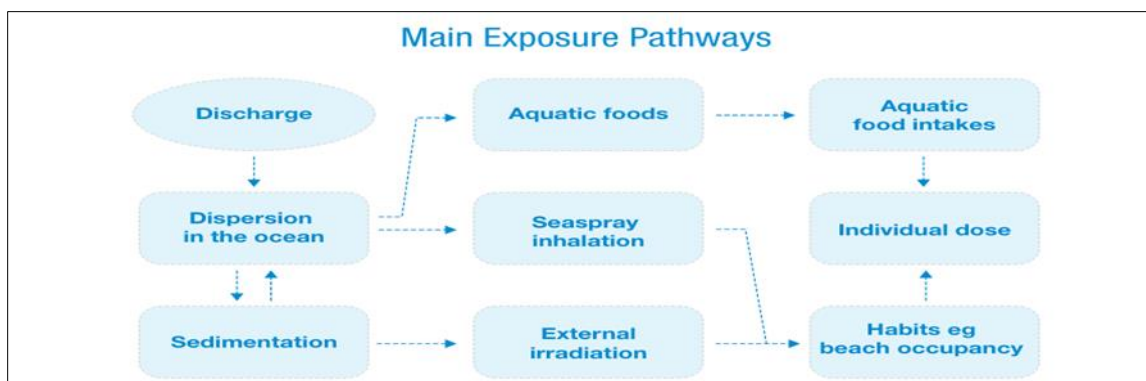 Main Exposure Pathways
Discharge
Aquatic foods
Aquatic
food intakes
Dispersion
in the ocean
Seaspray
inhalation
Individual dose
Sedimentation
External
irradiation
Habits eg
beach occupancy